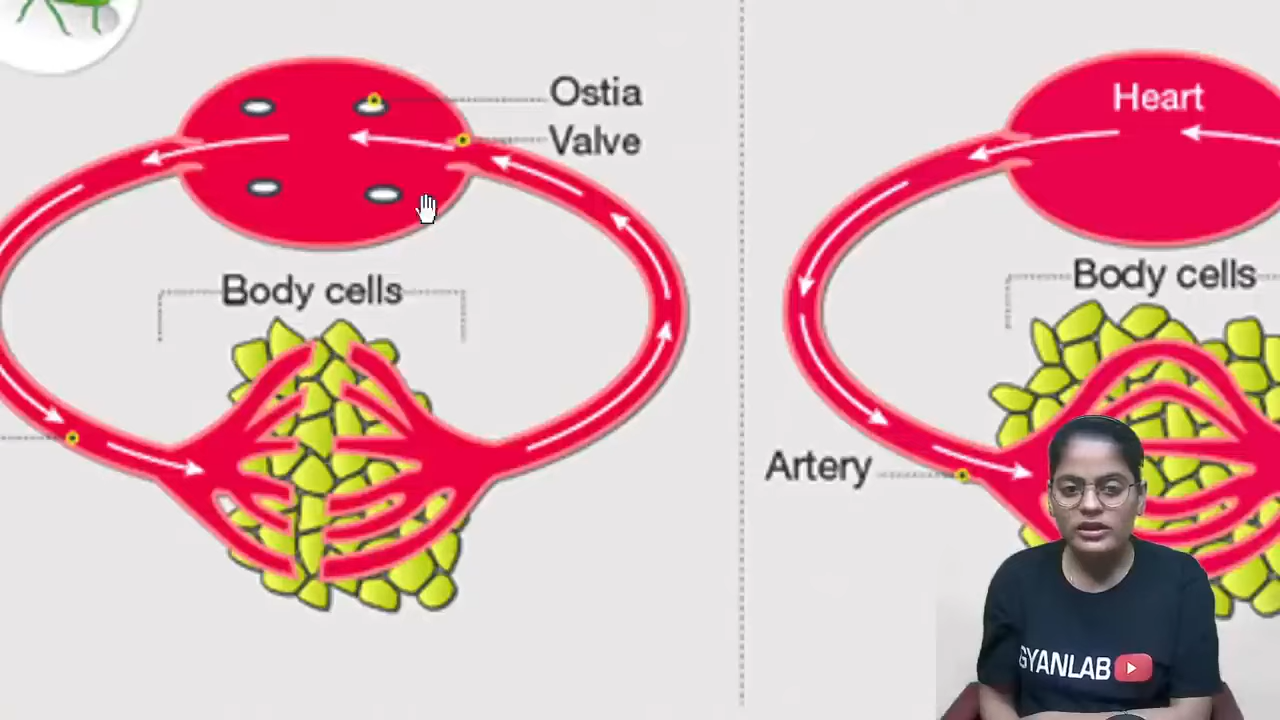 Ostia
Valve
Body cells
Heart
Body cells
Artery
GYANLAB